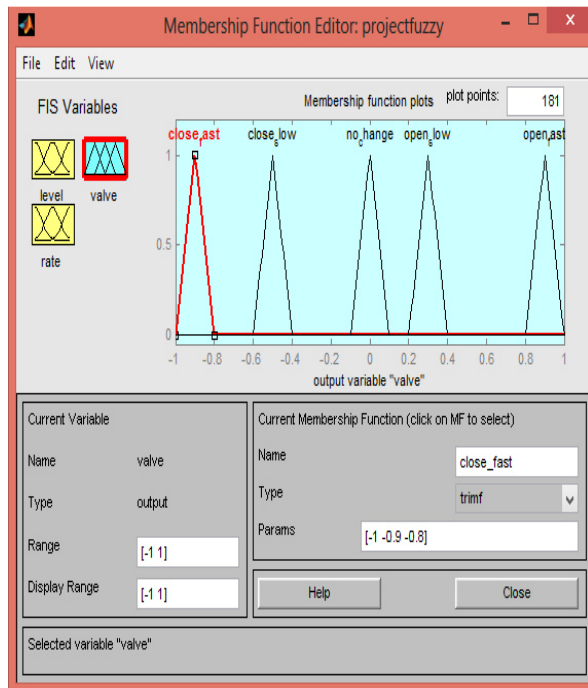 Membership Function Editor: projectfuzzy
File Edit View
FIS Variables
Membership function plots
plot points:
181
level
valve
rate
close_fast
close_slow
no_change
open_slow
open_fast
1
0.5
0
-1 -0.8 -0.6 -0.4 -0.2 0 0.2 0.4 0.6 0.8 1
output variable "valve"
Current Variable
Name valve
Type output
Range [-1 1]
Display Range [-1 1]
Current Membership Function (click on MF to select)
Name close_fast
Type trimf
Params [-1 -0.9 -0.8]
Help
Close
Selected variable "valve"